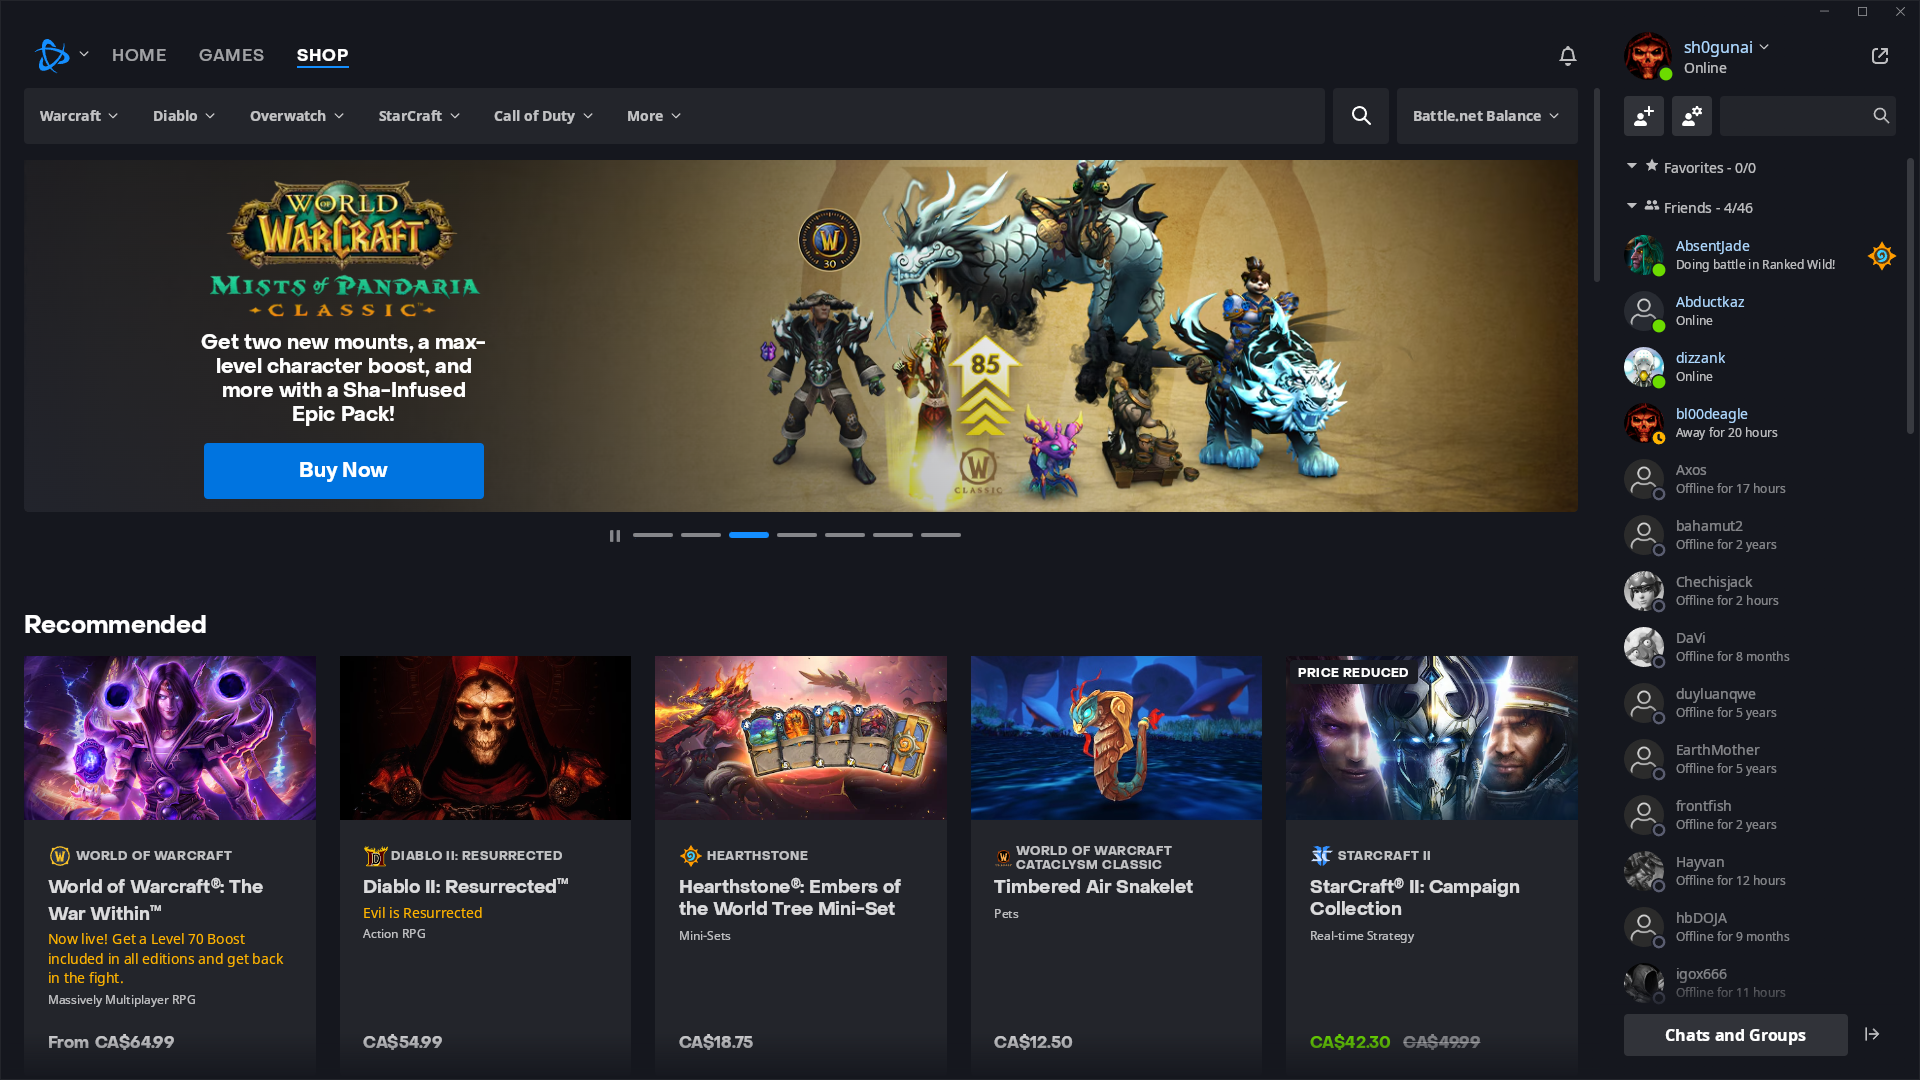 HOME
GAMES
SHOP
sh0gunai
Online
Warcraft
Diablo
Overwatch
StarCraft
Call of Duty
More
Battle.net Balance
WORLD OF WARCRAFT
MISTS of PANDARIA
CLASSIC™
Get two new mounts, a max-
level character boost, and
more with a Sha-Infused
Epic Pack!
Buy Now
30
85
CLASSIC
Recommended
PRICE REDUCED
WORLD OF WARCRAFT
World of Warcraft®: The
War Within™
Now live! Get a Level 70 Boost
included in all editions and get back
in the fight.
Massively Multiplayer RPG
From CA$64.99
DIABLO II: RESURRECTED
Diablo II: Resurrected™
Evil is Resurrected
Action RPG
CA$54.99
HEARTHSTONE
Hearthstone®: Embers of
the World Tree Mini-Set
Mini-Sets
CA$18.75
WORLD OF WARCRAFT
CATACLYSM CLASSIC
Timbered Air Snakelet
Pets
CA$12.50
STARCRAFT II
StarCraft® II: Campaign
Collection
Real-time Strategy
CA$42.30 CA$49.99
Favorites - 0/0
Friends - 4/46
AbsentJade
Doing battle in Ranked Wild!
Abductkaz
Online
dizzank
Online
bl00deagle
Away for 20 hours
Axos
Offline for 17 hours
bahamut2
Offline for 2 years
Chechisjack
Offline for 2 hours
DaVi
Offline for 8 months
duyluanqwe
Offline for 5 years
EarthMother
Offline for 5 years
frontfish
Offline for 2 years
Hayvan
Offline for 12 hours
hbDOJA
Offline for 9 months
igox666
Offline for 11 hours
Chats and Groups